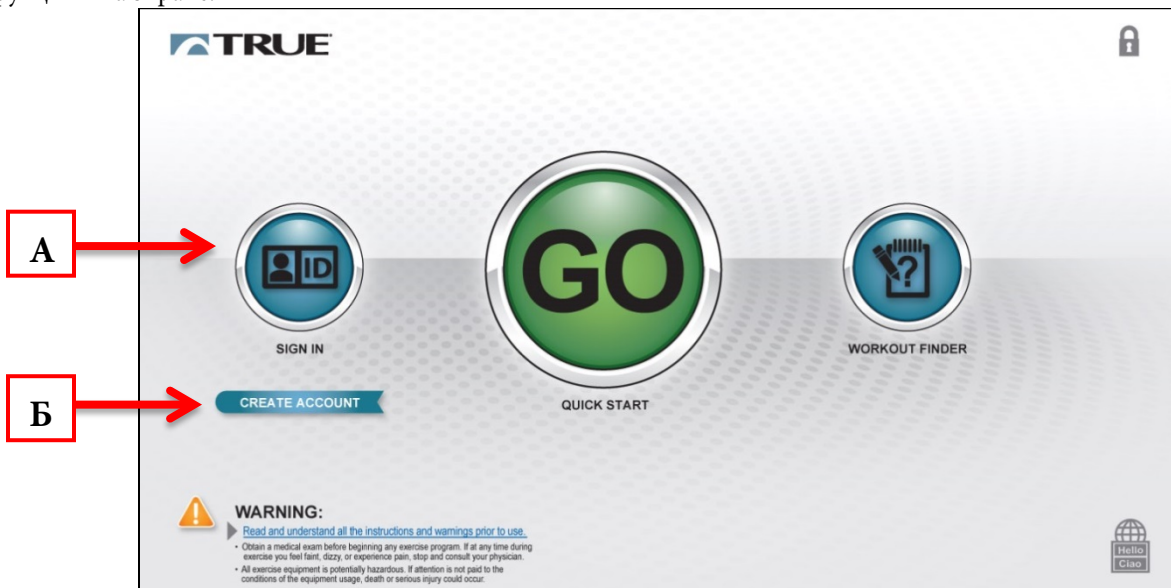 TRUE
А
ID
GO
?
SIGN IN
WORKOUT FINDER
Б
CREATE ACCOUNT
QUICK START
WARNING:
Read and understand all the instructions and warnings prior to use.
• Obtain a medical exam before beginning any exercise program. If at any time during
exercise you feel faint, dizzy, or experience pain, stop and consult your physician.
• All exercise equipment is potentially hazardous. If attention is not paid to the
conditions of the equipment usage, death or serious injury could occur.
Hello
Ciao